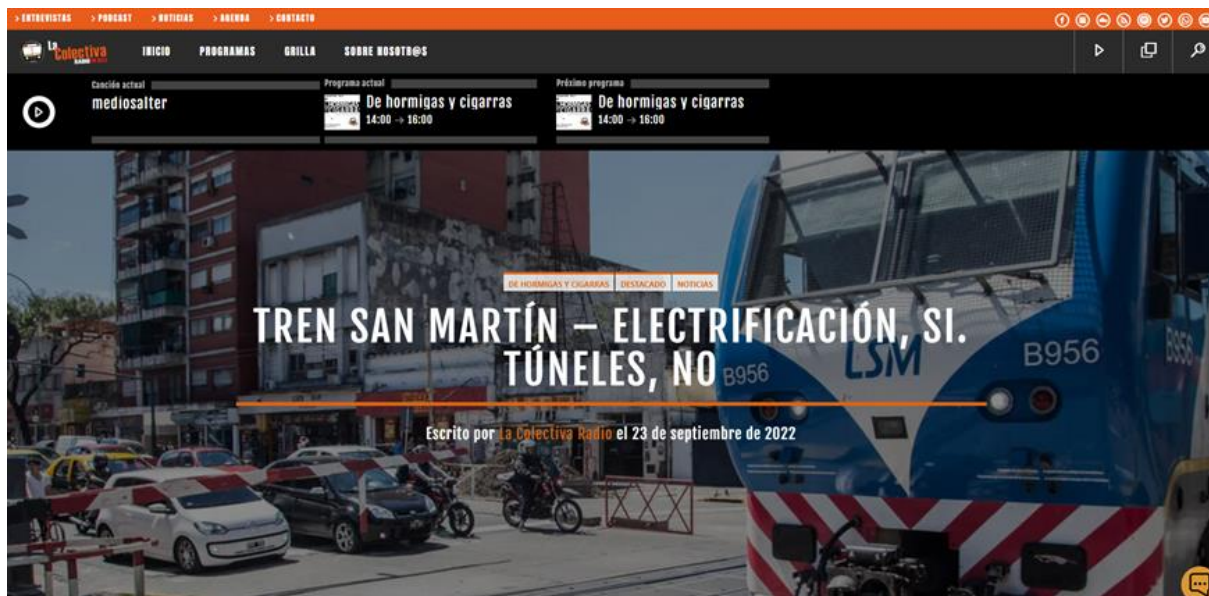 > ENTREVISTAS > PODCAST > NOTICIAS > AGENDA > CONTACTO
La Colectiva RADIO INICIO PROGRAMAS GRILLA SOBRE NOSOTR@S
Canción actual
mediosalter
Programa actual
De hormigas y cigarras
14:00 → 16:00
Próximo programa
De hormigas y cigarras
14:00 → 16:00
DE HORMIGAS Y CIGARRAS DESTACADO NOTICIAS
TREN SAN MARTÍN – ELECTRIFICACIÓN, SI.
TÚNELES, NO
Escrito por La Colectiva Radio el 23 de septiembre de 2022
B956
LSM
B956
B956